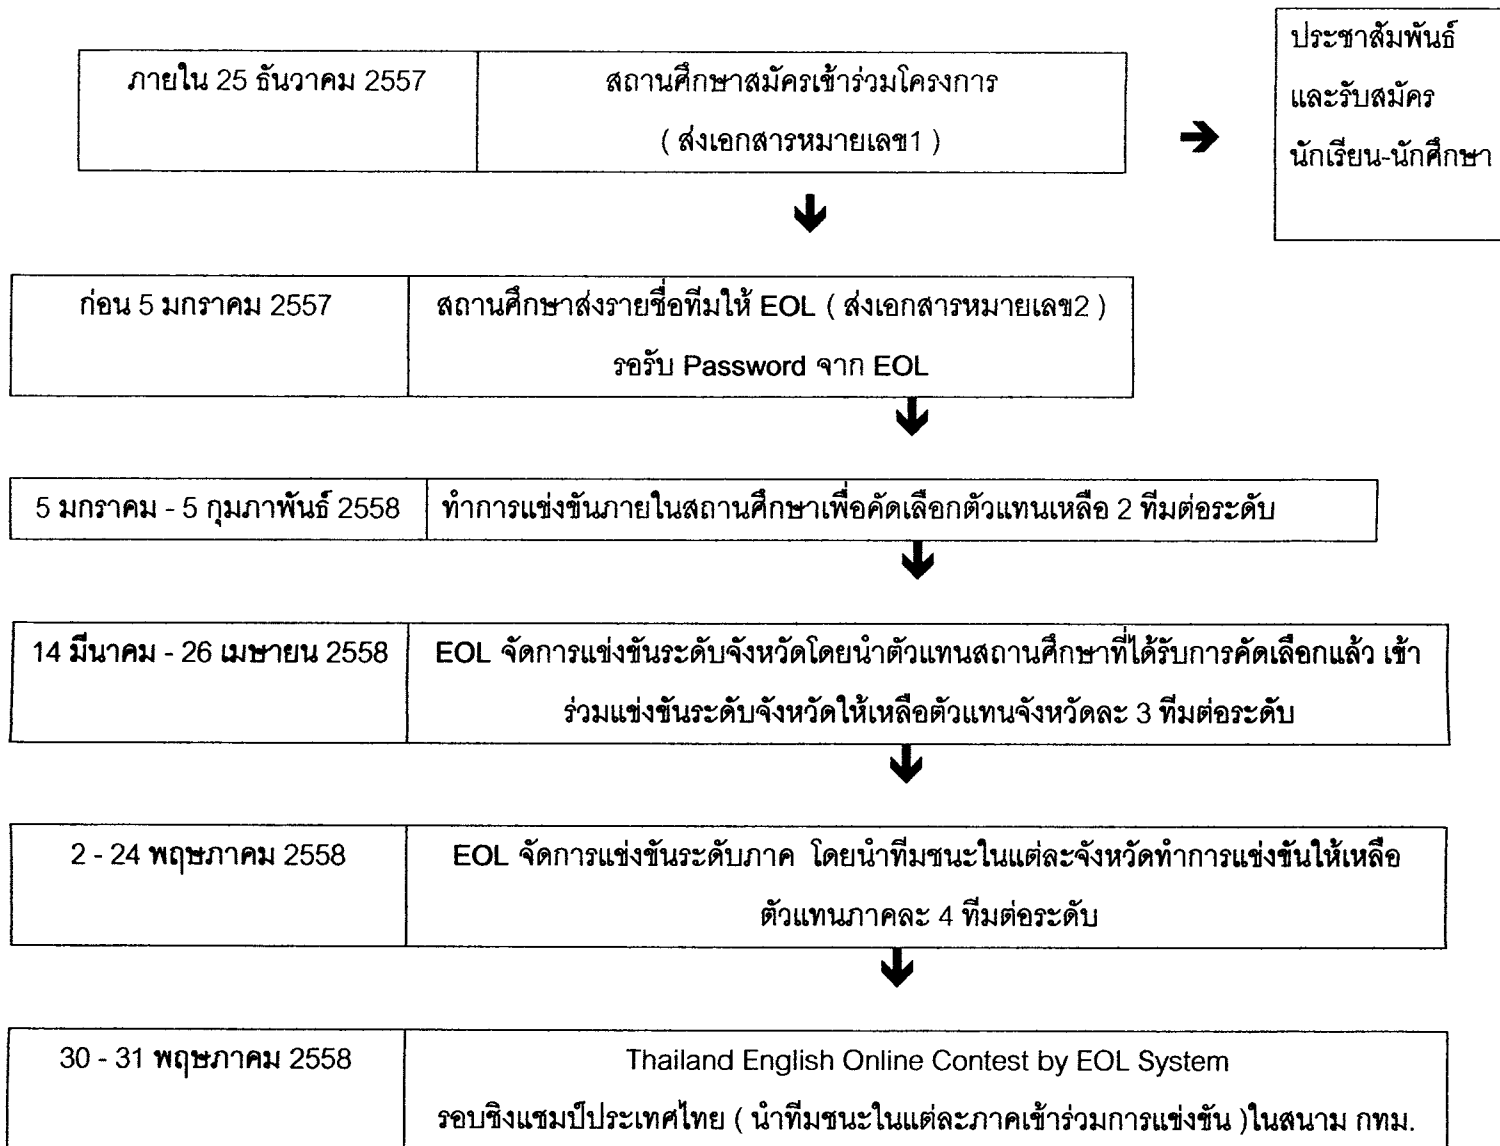 ภายใน 25 ธันวาคม 2557
สถานศึกษาสมัครเข้าร่วมโครงการ
( ส่งเอกสารหมายเลข1 )
ประชาสัมพันธ์
และรับสมัคร
นักเรียน-นักศึกษา
ก่อน 5 มกราคม 2557
สถานศึกษาส่งรายชื่อทีมให้ EOL ( ส่งเอกสารหมายเลข2 )
รอรับ Password จาก EOL
5 มกราคม - 5 กุมภาพันธ์ 2558
ทำการแข่งขันภายในสถานศึกษาเพื่อคัดเลือกตัวแทนเหลือ 2 ทีมต่อระดับ
14 มีนาคม - 26 เมษายน 2558
EOL จัดการแข่งขันระดับจังหวัดโดยนำตัวแทนสถานศึกษาที่ได้รับการคัดเลือกแล้ว เข้า
ร่วมแข่งขันระดับจังหวัดให้เหลือตัวแทนจังหวัดละ 3 ทีมต่อระดับ
2 - 24 พฤษภาคม 2558
EOL จัดการแข่งขันระดับภาค โดยนำทีมชนะในแต่ละจังหวัดทำการแข่งขันให้เหลือ
ตัวแทนภาคละ 4 ทีมต่อระดับ
30 - 31 พฤษภาคม 2558
Thailand English Online Contest by EOL System
รอบชิงแชมป์ประเทศไทย ( นำทีมชนะในแต่ละภาคเข้าร่วมการแข่งขัน )ในสนาม กทม.